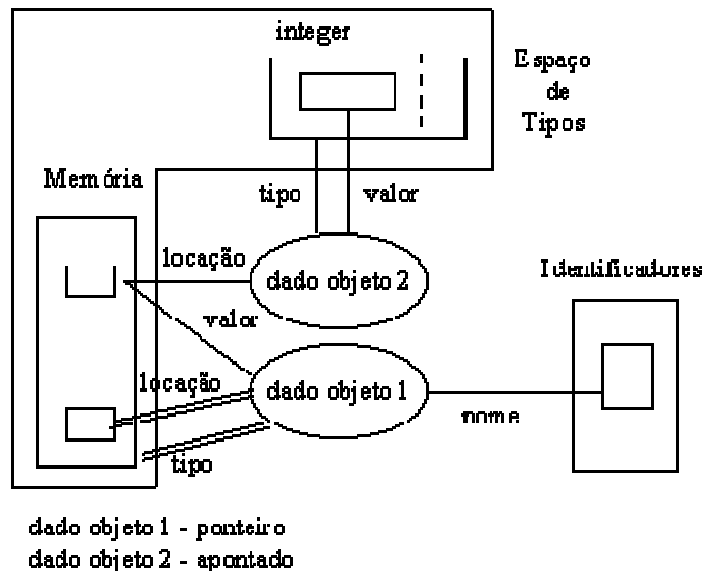 integer
Espaço
de
Tipos
Memória
tipo
valor
locação
dado objeto 2
Identificadores
valor
locação
dado objeto 1
nome
tipo
dado objeto 1 - ponteiro
dado objeto 2 - apontado